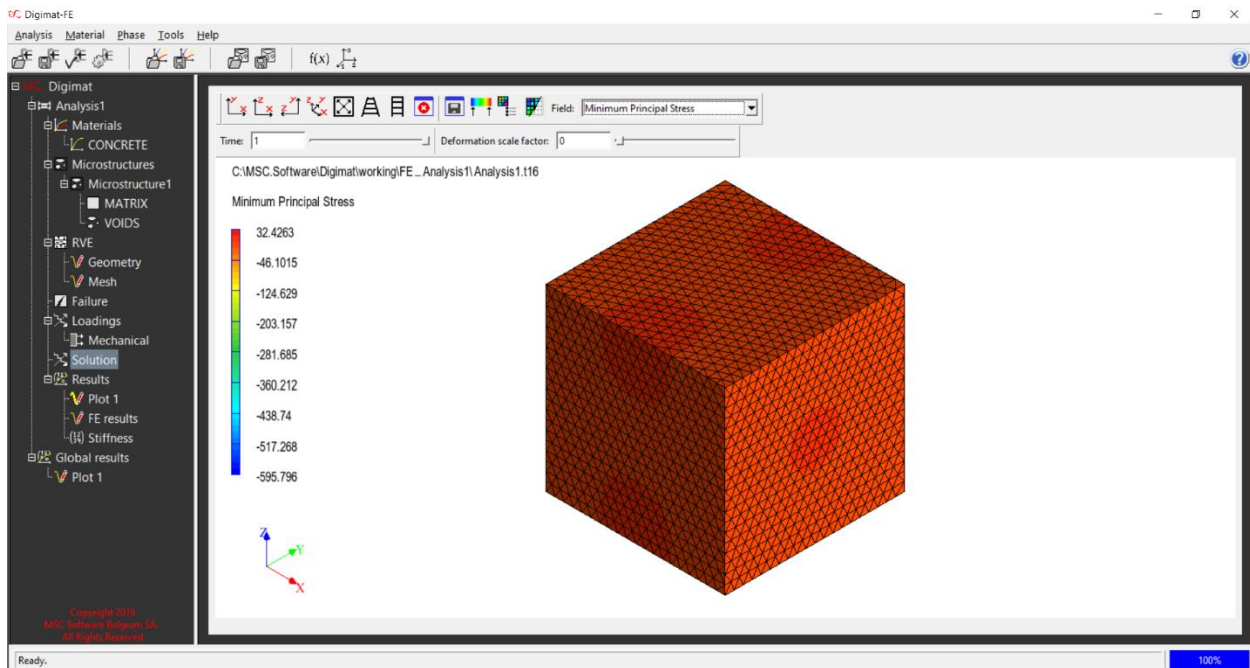 Digimat-FE
Analysis Material Phase Tools Help
f(x)
Digimat
Analysis1
Materials
CONCRETE
Microstructures
Microstructure1
MATRIX
VOIDS
RVE
Geometry
Mesh
Failure
Loadings
Mechanical
Solution
Results
Plot 1
FE results
Stiffness
Global results
Plot 1
Copyright 2016
MSC Software Belgium SA.
All Rights Reserved
Field: Minimum Principal Stress
Time: 1 Deformation scale factor: 0
C:\MSC.Software\Digimat\working\FE_Analysis1\Analysis1.t16
Minimum Principal Stress
32.4263
-46.1015
-124.629
-203.157
-281.685
-360.212
-438.74
-517.268
-595.796
Z
Y
X
Ready.
100%